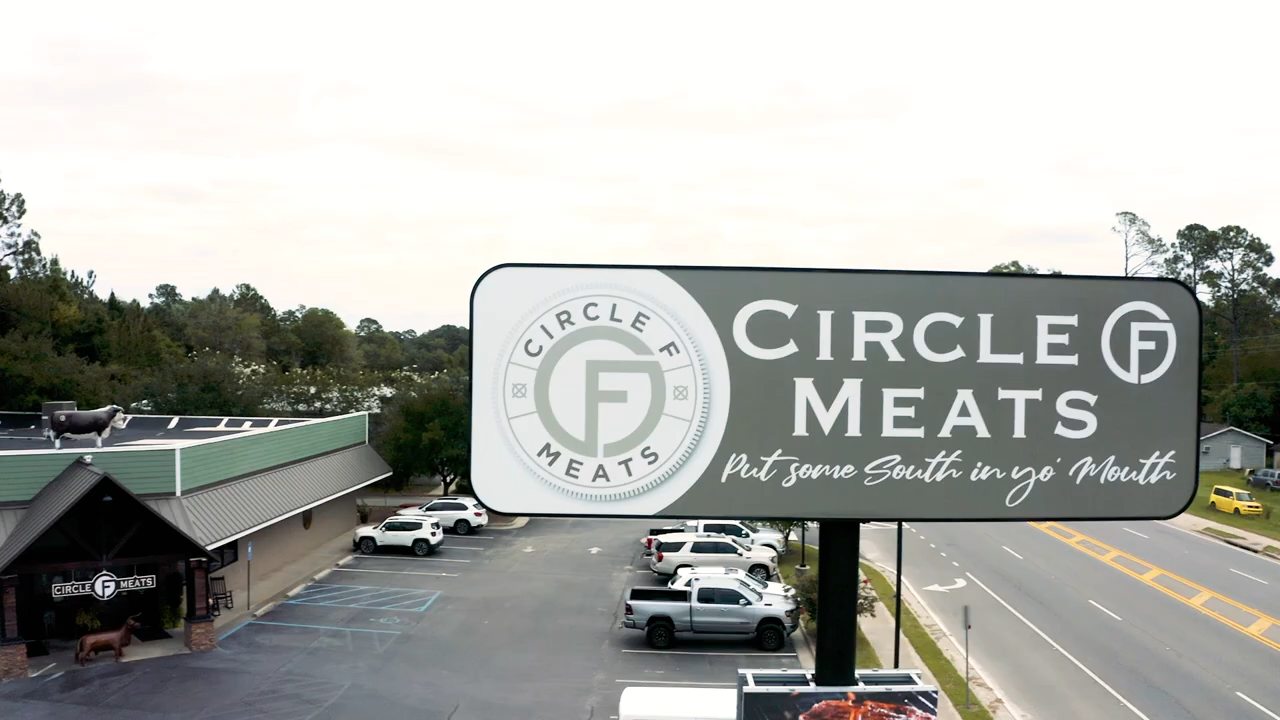 CIRCLE F
MEATS
CIRCLE F
MEATS
Put some South in yo' Mouth
CIRCLE F MEATS